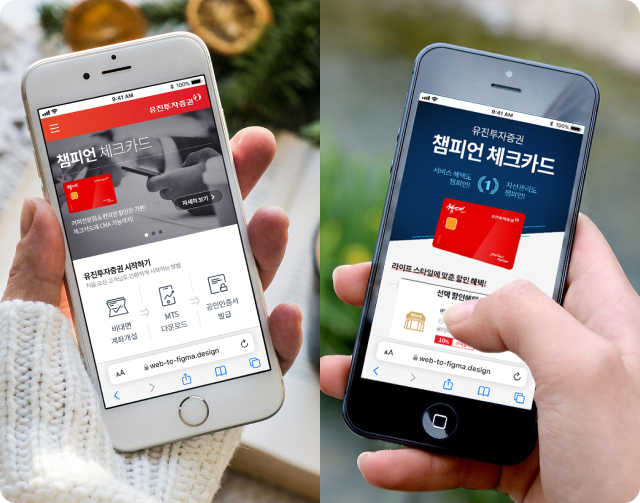 9:41 AM
100%
유진투자증권
챔피언 체크카드
커피전문점 & 편의점 할인은 기본!
체크카드에 CMA 기능까지!
자세히 보기
유진투자증권 시작하기
처음 오신 고객님도 간편하게 시작하는 방법
비대면
계좌개설
MTS
다운로드
공인인증서
발급
AA
web-to-figma.design
9:41 AM
100%
유진투자증권
챔피언 체크카드
서비스 혜택도
챔피언!
1
자산관리도
챔피언!
유진투자증권
라이프 스타일에 맞춘 할인 혜택!
선택 할인혜택
10%
AA
web-to-figma.design